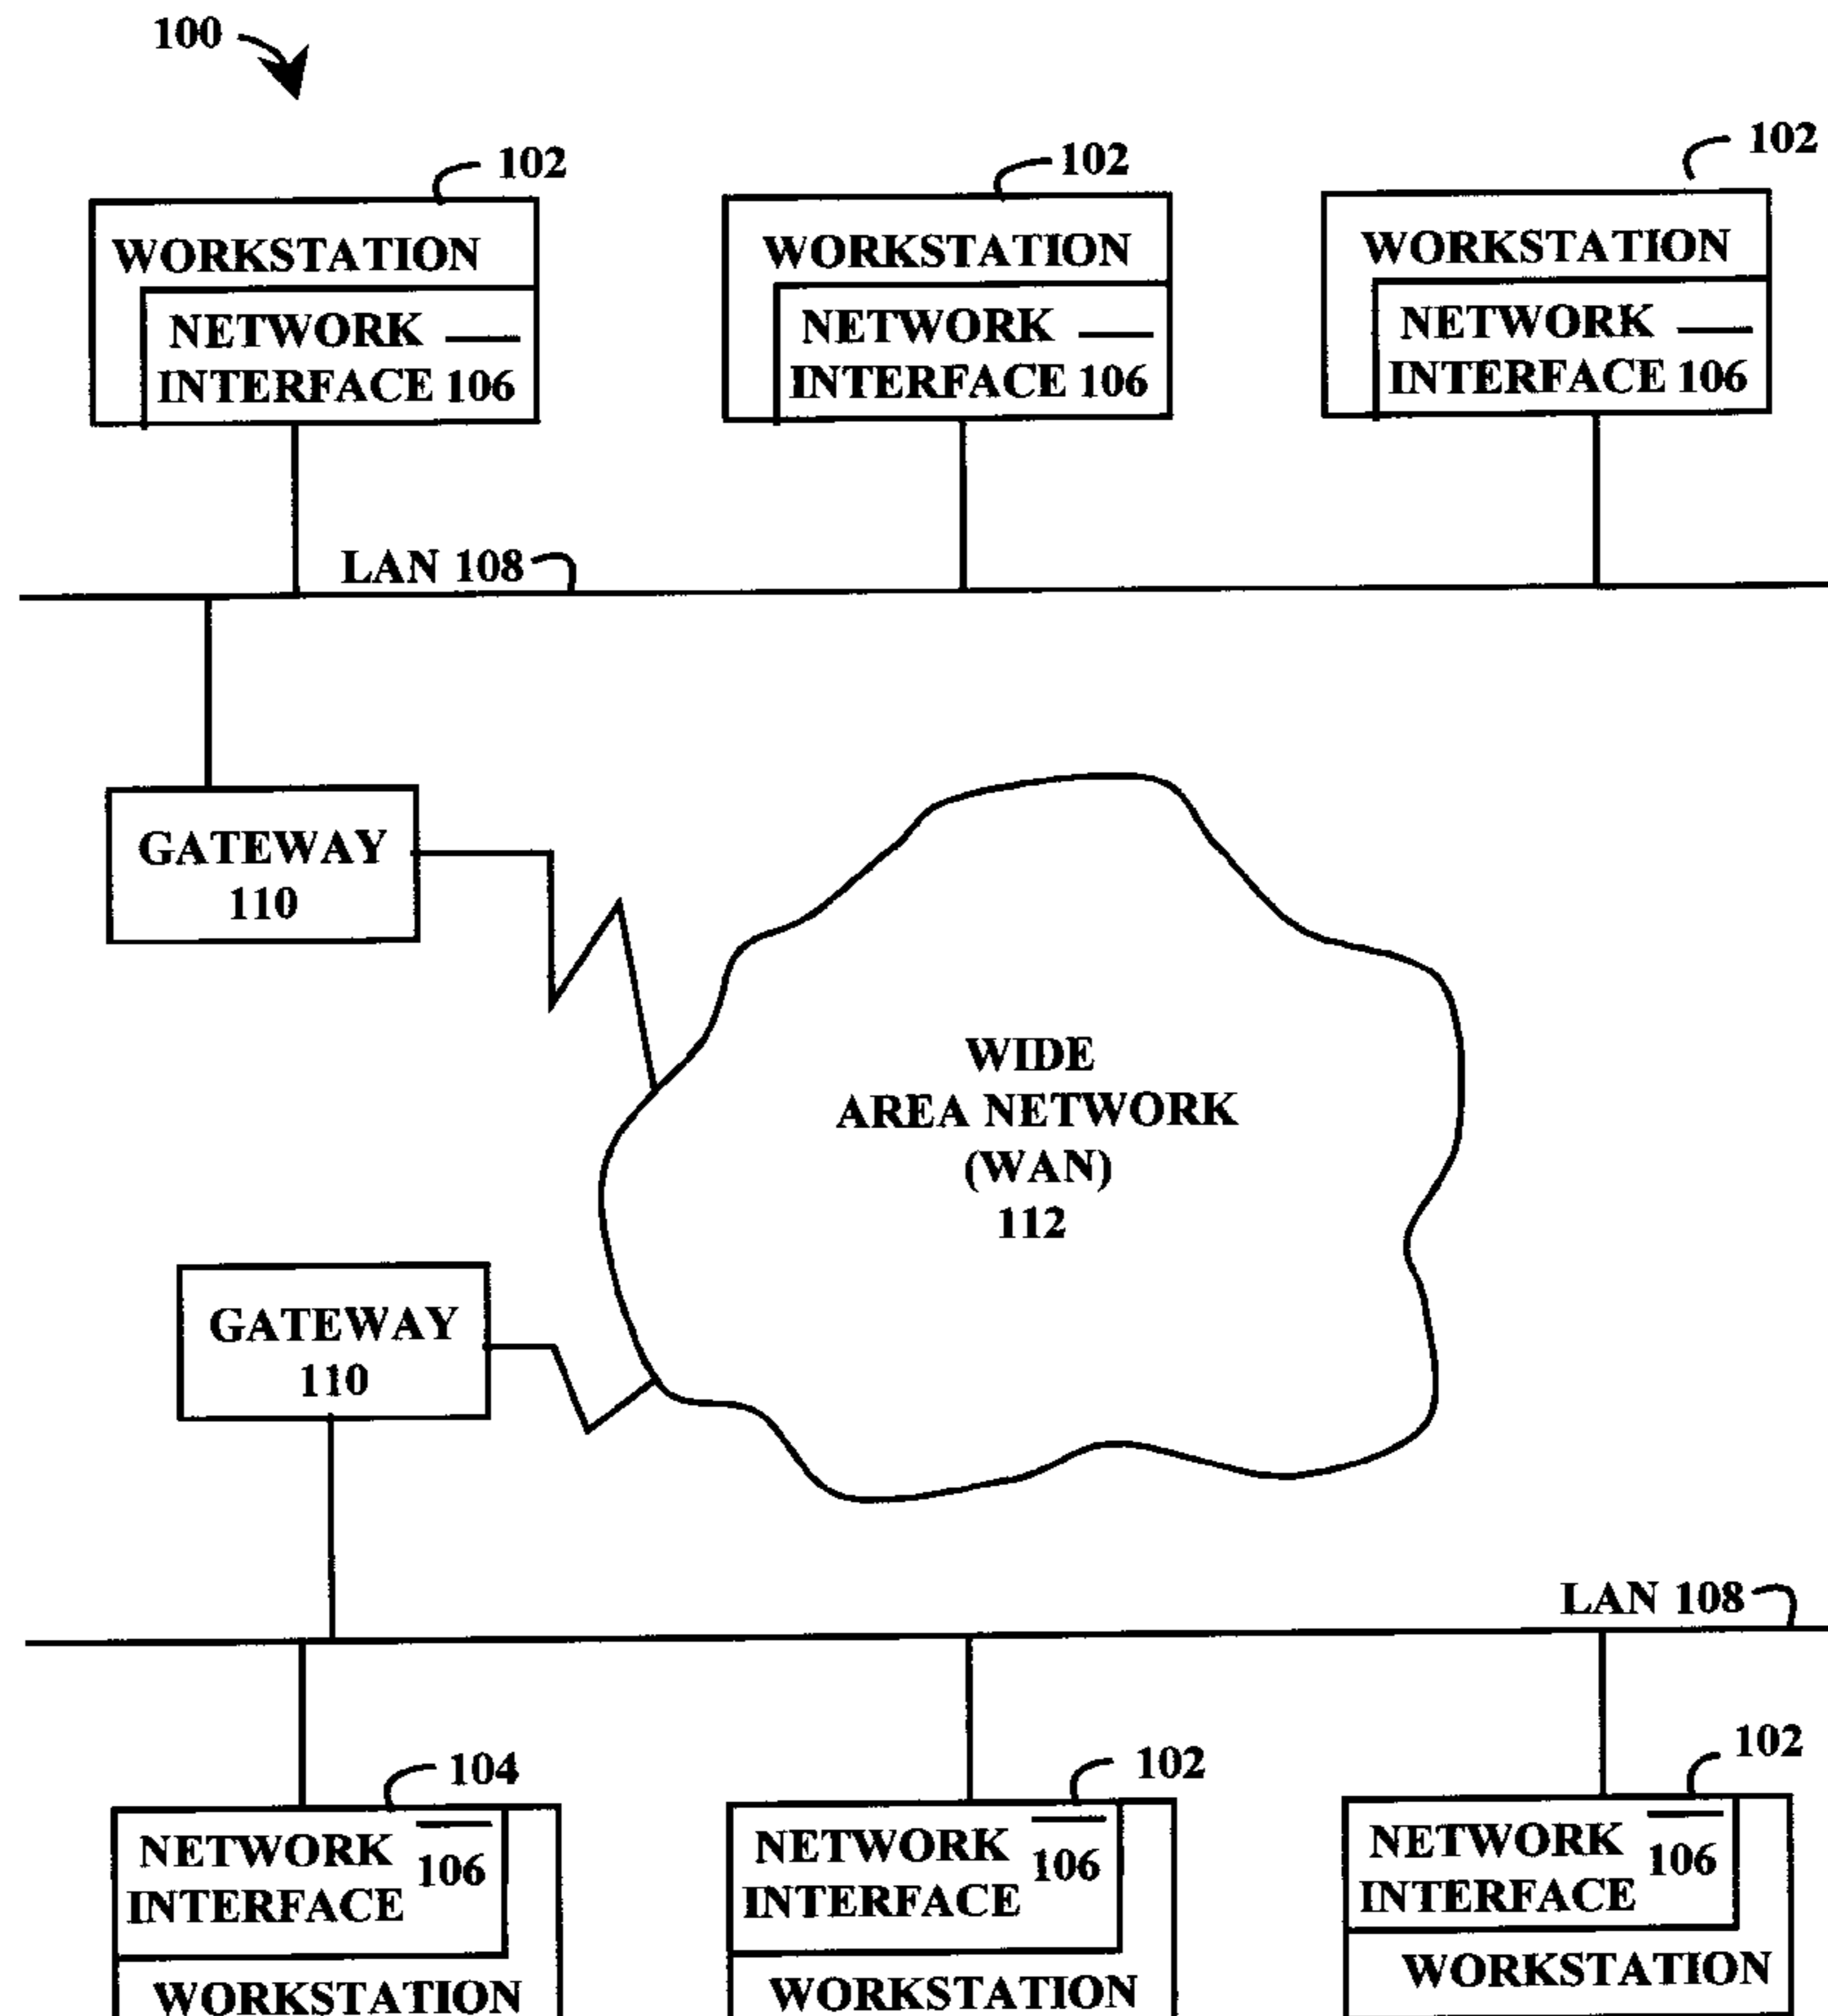 100
102
102
102
WORKSTATION
WORKSTATION
WORKSTATION
NETWORK
INTERFACE 106
NETWORK
INTERFACE 106
NETWORK
INTERFACE 106
LAN 108
GATEWAY
110
WIDE
AREA NETWORK
(WAN)
112
GATEWAY
110
LAN 108
104
102
102
NETWORK
INTERFACE
106
NETWORK
INTERFACE
106
NETWORK
INTERFACE
106
WORKSTATION
WORKSTATION
WORKSTATION